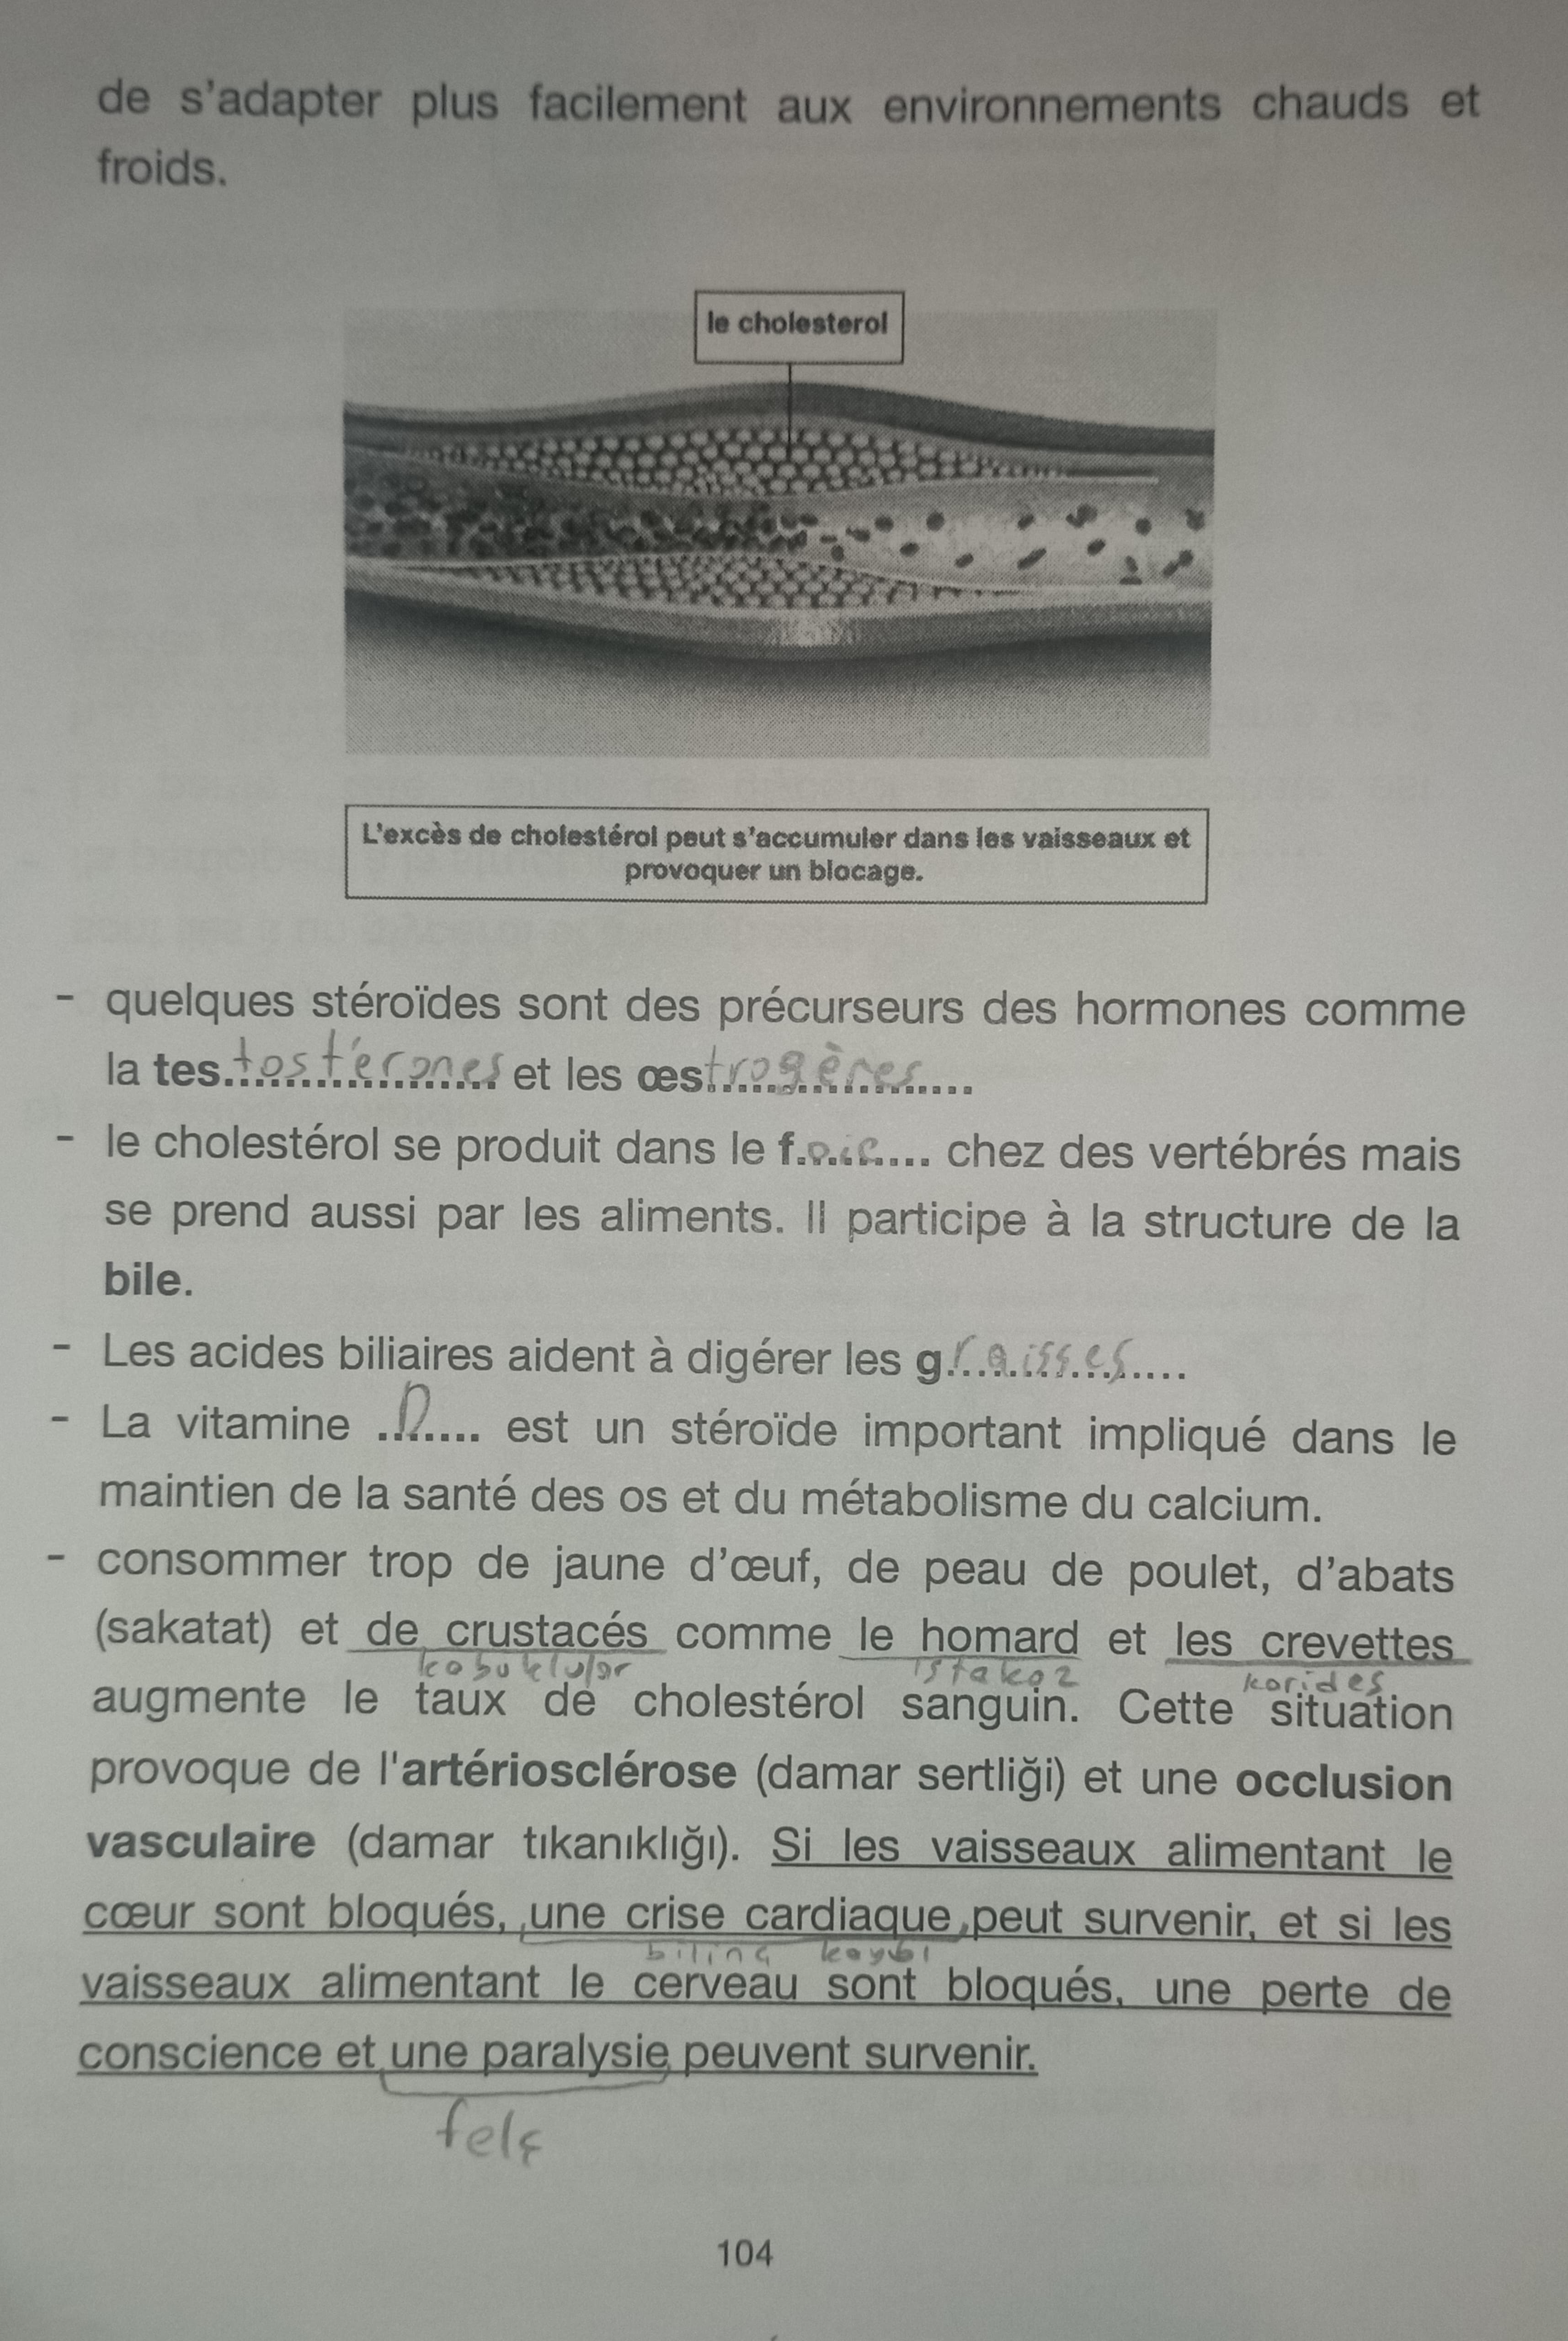 de s'adapter plus facilement aux environnements chauds et
froids.
le cholesterol
L'excès de cholestérol peut s'accumuler dans les vaisseaux et
provoquer un blocage.
- quelques stéroïdes sont des précurseurs des hormones comme
la tes.tostérones et les œstrogères
- le cholestérol se produit dans le f.oie.... chez des vertébrés mais
se prend aussi par les aliments. Il participe à la structure de la
bile.
- Les acides biliaires aident à digérer les graisses....
- La vitamine ..D.... est un stéroïde important impliqué dans le
maintien de la santé des os et du métabolisme du calcium.
- consommer trop de jaune d'œuf, de peau de poulet, d'abats
(sakatat) et de crustacés comme le homard et les crevettes
kabuklular istakoz karides
augmente le taux de cholestérol sanguin. Cette situation
provoque de l'artériosclérose (damar sertliği) et une occlusion
vasculaire (damar tıkanıklığı). Si les vaisseaux alimentant le
cœur sont bloqués, une crise cardiaque peut survenir, et si les
bilinç kaybı
vaisseaux alimentant le cerveau sont bloqués, une perte de
conscience et une paralysie peuvent survenir.
felç
104